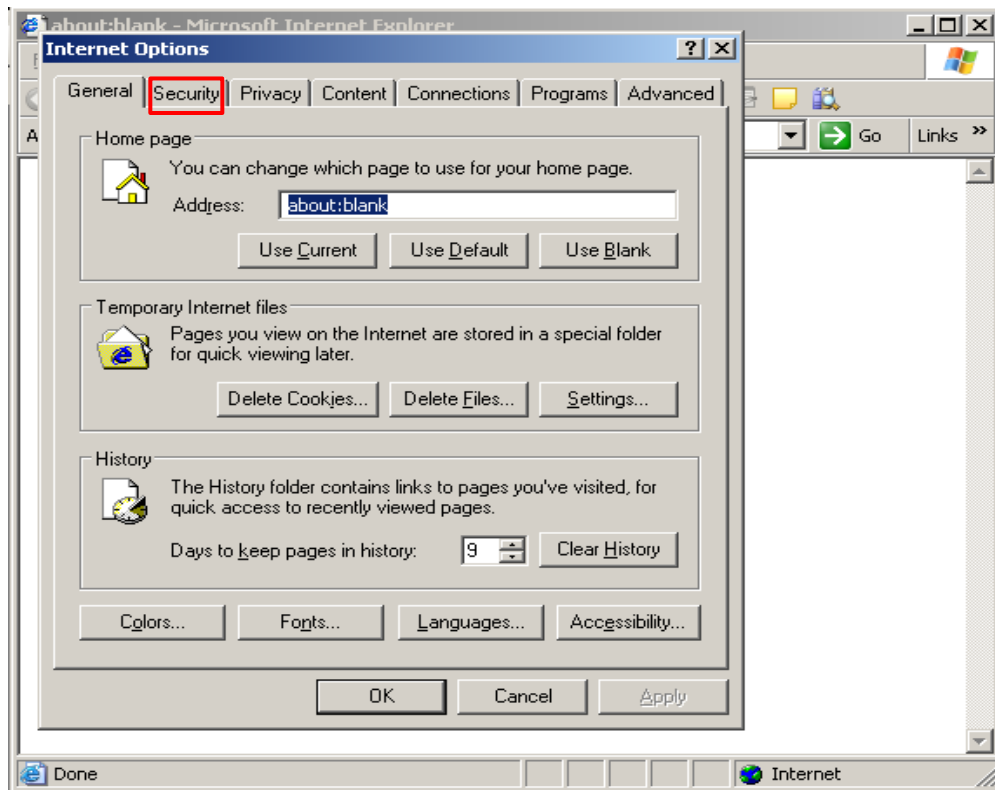 about:blank - Microsoft Internet Explorer
Internet Options
General Security Privacy Content Connections Programs Advanced
Go Links
Home page
You can change which page to use for your home page.
Address: about:blank
Use Current Use Default Use Blank
Temporary Internet files
Pages you view on the Internet are stored in a special folder
for quick viewing later.
Delete Cookies... Delete Files... Settings...
History
The History folder contains links to pages you've visited, for
quick access to recently viewed pages.
Days to keep pages in history: 9 Clear History
Colors... Fonts... Languages... Accessibility...
OK Cancel Apply
Done Internet